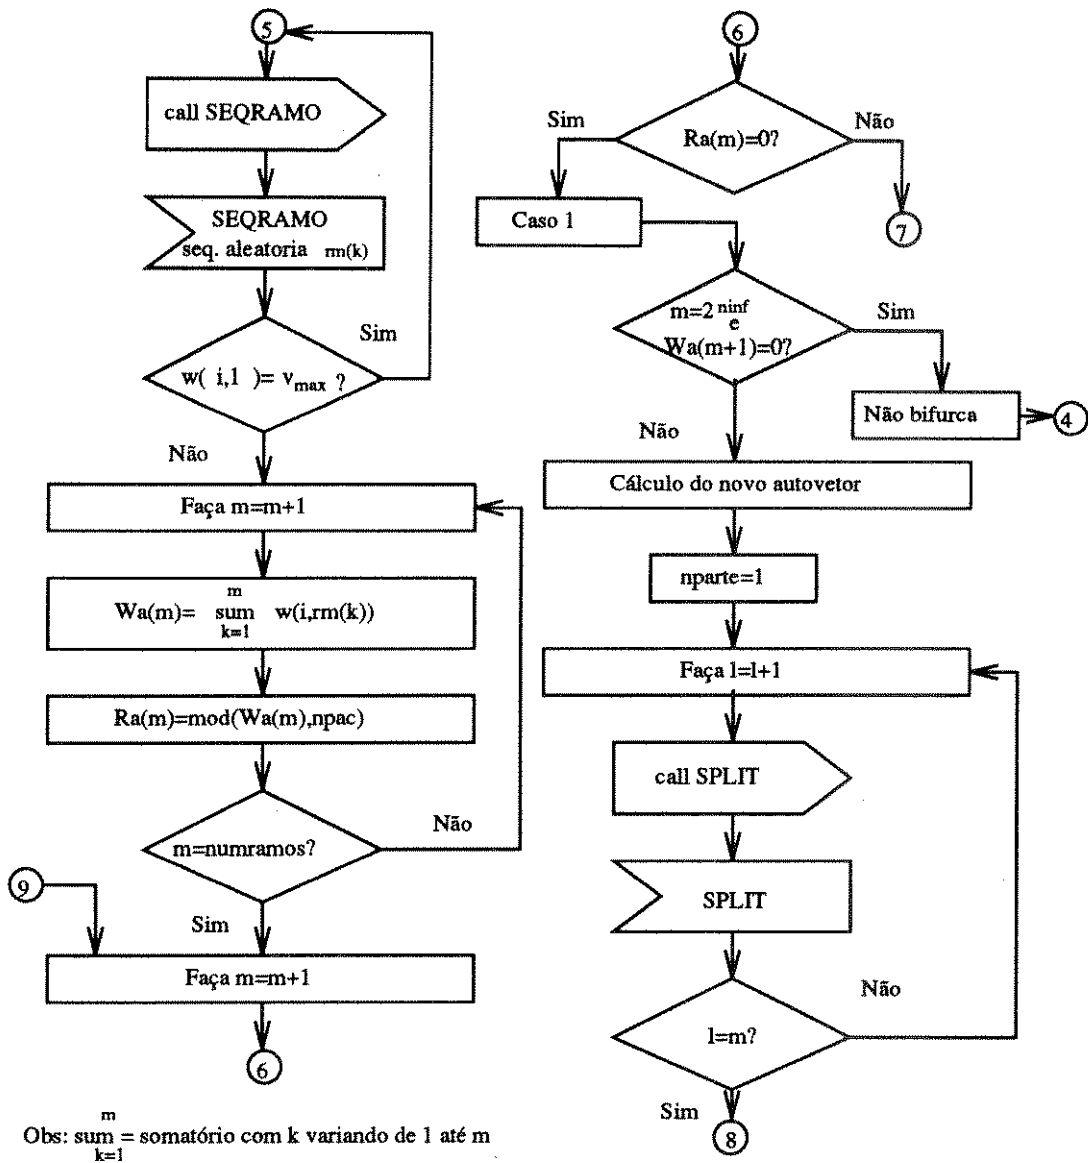 5
call SEQRAMO
SEQRAMO
seq. aleatoria rm(k)
Sim
w( i,1 )= v_max ?
Não
Faça m=m+1
m
Wa(m)= sum w(i,rm(k))
k=1
Ra(m)=mod(Wa(m),npac)
Não
m=numramos?
9
Sim
Faça m=m+1
6
m
Obs: sum = somatório com k variando de 1 até m
k=1
6
Sim
Não
Ra(m)=0?
Caso 1
7
m=2^ninf
e
Wa(m+1)=0?
Sim
Não bifurca
4
Não
Cálculo do novo autovetor
nparte=1
Faça l=l+1
call SPLIT
SPLIT
Não
l=m?
Sim
8